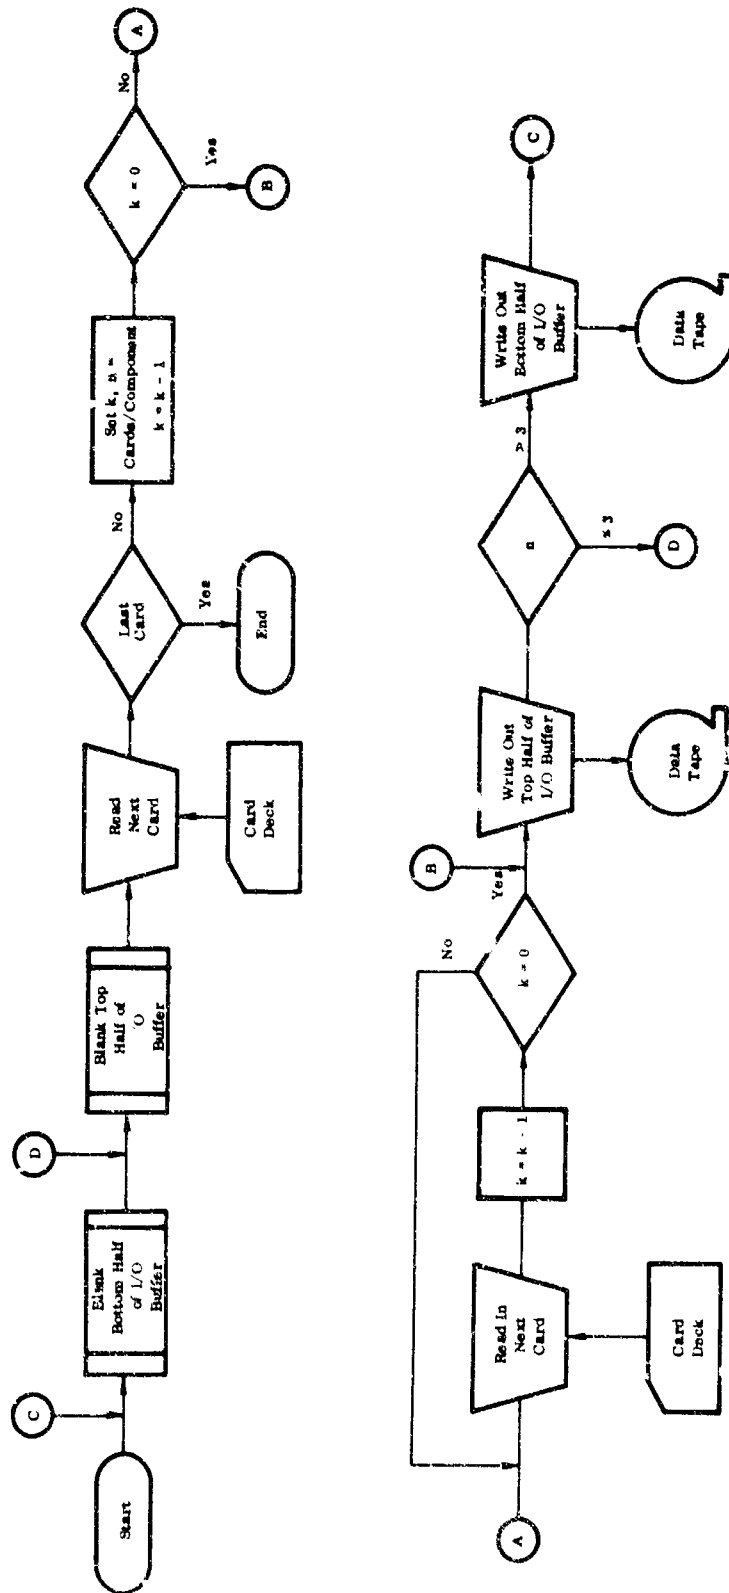 Start
C
Blank
Bottom Half
of I/O
Buffer
D
Blank Top
Half of
'O
Buffer
Read
Next
Card
Card
Deck
Last
Card
Yes
End
No
Set k, n =
Cards/Component
k = k - 1
k = 0
Yes
B
No
A
A
Read In
Next
Card
Card
Deck
k = k - 1
k = 0
No
Yes
B
Write Out
Top Half of
I/O Buffer
Data
Tape
n
≤ 3
D
> 3
Write Out
Bottom Half
of I/O
Buffer
Data
Tape
C